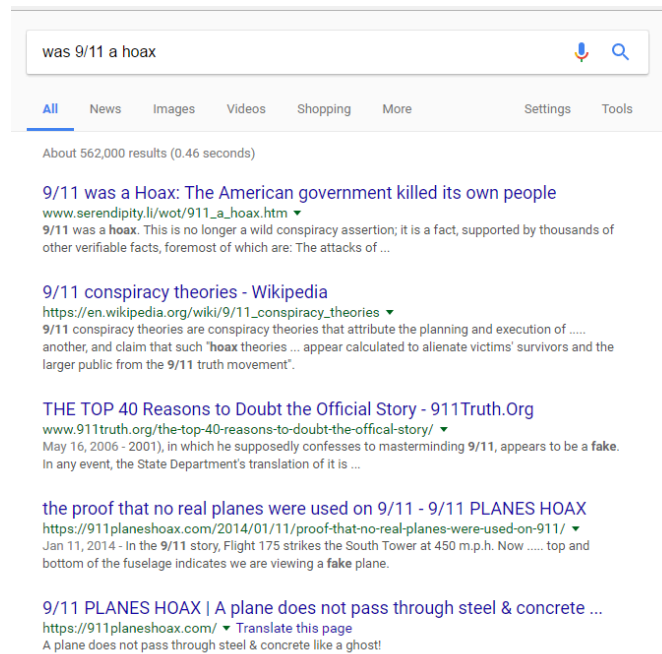 was 9/11 a hoax
All News Images Videos Shopping More Settings Tools
About 562,000 results (0.46 seconds)
9/11 was a Hoax: The American government killed its own people
www.serendipity.li/wot/911_a_hoax.htm
9/11 was a hoax. This is no longer a wild conspiracy assertion; it is a fact, supported by thousands of
other verifiable facts, foremost of which are: The attacks of ...
9/11 conspiracy theories - Wikipedia
https://en.wikipedia.org/wiki/9/11_conspiracy_theories
9/11 conspiracy theories are conspiracy theories that attribute the planning and execution of .....
another, and claim that such "hoax theories ... appear calculated to alienate victims' survivors and the
larger public from the 9/11 truth movement".
THE TOP 40 Reasons to Doubt the Official Story - 911Truth.Org
www.911truth.org/the-top-40-reasons-to-doubt-the-offical-story/
May 16, 2006 - 2001), in which he supposedly confesses to masterminding 9/11, appears to be a fake.
In any event, the State Department's translation of it is ...
the proof that no real planes were used on 9/11 - 9/11 PLANES HOAX
https://911planeshoax.com/2014/01/11/proof-that-no-real-planes-were-used-on-911/
Jan 11, 2014 - In the 9/11 story, Flight 175 strikes the South Tower at 450 m.p.h. Now ..... top and
bottom of the fuselage indicates we are viewing a fake plane.
9/11 PLANES HOAX | A plane does not pass through steel & concrete ...
https://911planeshoax.com/ Translate this page
A plane does not pass through steel & concrete like a ghost!